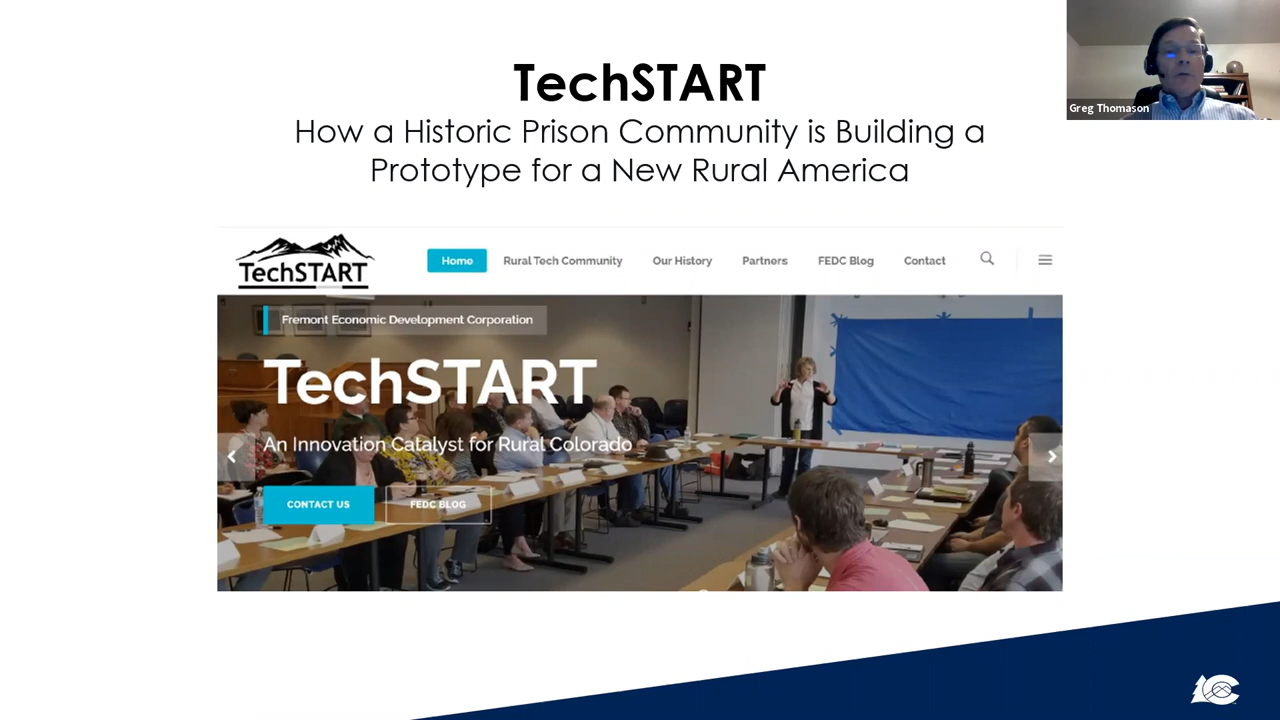 TechSTART
How a Historic Prison Community is Building a
Prototype for a New Rural America
Greg Thomason
TechSTART
Home
Rural Tech Community
Our History
Partners
FEDC Blog
Contact
Fremont Economic Development Corporation
TechSTART
An Innovation Catalyst for Rural Colorado
CONTACT US
FEDC BLOG
C